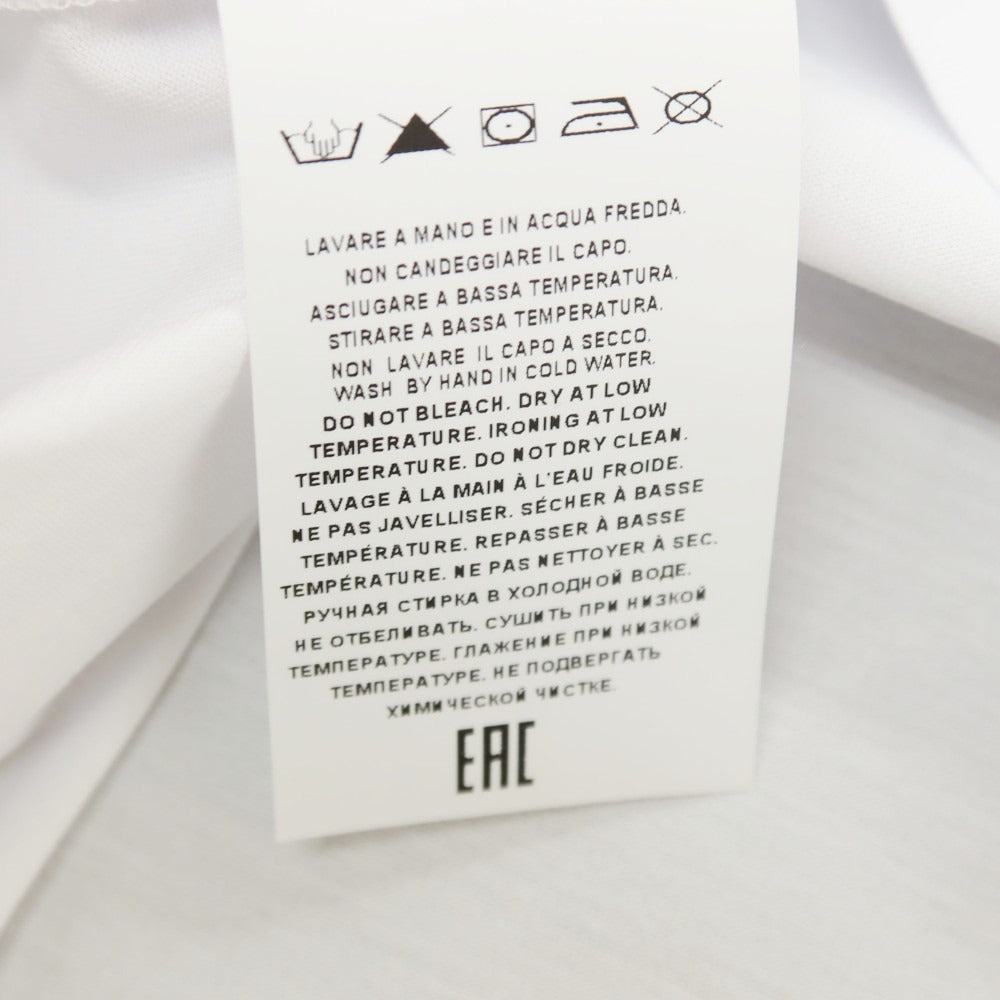 LAVARE A MANO E IN ACQUA FREDDA.
NON CANDEGGIARE IL CAPO.
ASCIUGARE A BASSA TEMPERATURA.
STIRARE A BASSA TEMPERATURA.
NON LAVARE IL CAPO A SECCO.
WASH BY HAND IN COLD WATER.
DO NOT BLEACH. DRY AT LOW
TEMPERATURE. IRONING AT LOW
TEMPERATURE. DO NOT DRY CLEAN.
LAVAGE À LA MAIN À L'EAU FROIDE.
NE PAS JAVELLISER. SÉCHER À BASSE
TEMPÉRATURE. REPASSER À BASSE
TEMPÉRATURE. NE PAS NETTOYER À SEC.
РУЧНАЯ СТИРКА В ХОЛОДНОЙ ВОДЕ.
НЕ ОТБЕЛИВАТЬ. СУШИТЬ ПРИ НИЗКОЙ
ТЕМПЕРАТУРЕ. ГЛАЖЕНИЕ ПРИ НИЗКОЙ
ТЕМПЕРАТУРЕ. НЕ ПОДВЕРГАТЬ
ХИМИЧЕСКОЙ ЧИСТКЕ.
EAC